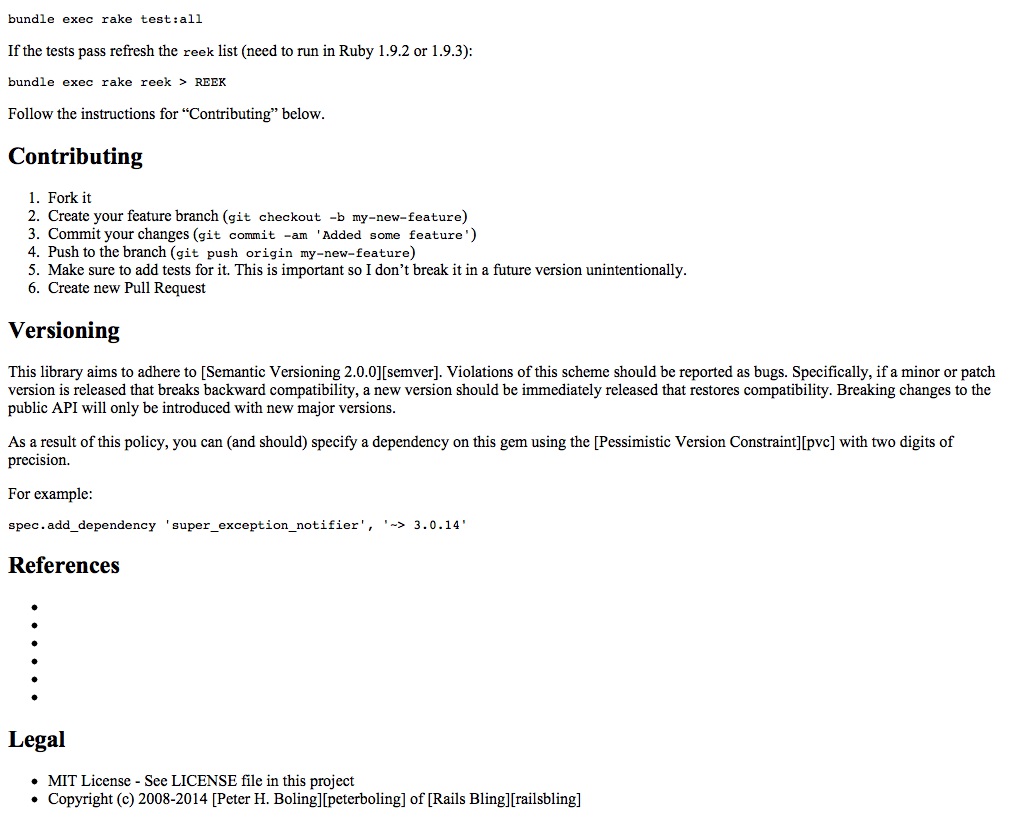 bundle exec rake test:all
If the tests pass refresh the reek list (need to run in Ruby 1.9.2 or 1.9.3):
bundle exec rake reek > REEK
Follow the instructions for “Contributing” below.
Contributing
1. Fork it
2. Create your feature branch (git checkout -b my-new-feature)
3. Commit your changes (git commit -am 'Added some feature')
4. Push to the branch (git push origin my-new-feature)
5. Make sure to add tests for it. This is important so I don’t break it in a future version unintentionally.
6. Create new Pull Request
Versioning
This library aims to adhere to [Semantic Versioning 2.0.0][semver]. Violations of this scheme should be reported as bugs. Specifically, if a minor or patch
version is released that breaks backward compatibility, a new version should be immediately released that restores compatibility. Breaking changes to the
public API will only be introduced with new major versions.
As a result of this policy, you can (and should) specify a dependency on this gem using the [Pessimistic Version Constraint][pvc] with two digits of
precision.
For example:
spec.add_dependency 'super_exception_notifier', '~> 3.0.14'
References
•
•
•
•
•
•
Legal
• MIT License - See LICENSE file in this project
• Copyright (c) 2008-2014 [Peter H. Boling][peterboling] of [Rails Bling][railsbling]